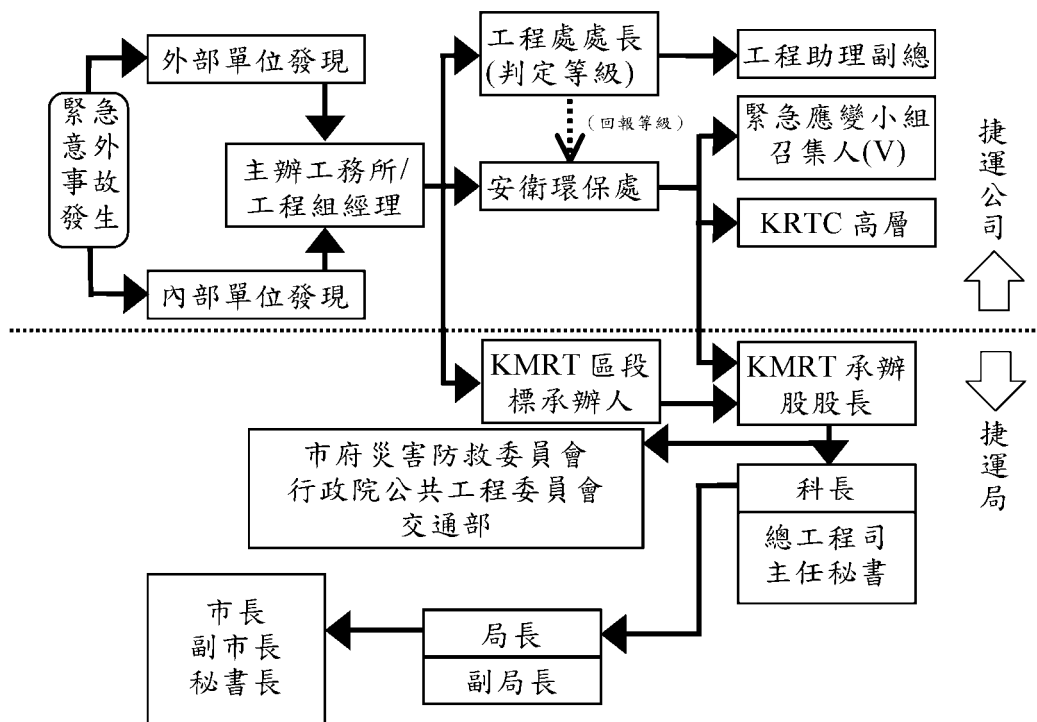 緊急
意外
事故
發生
外部單位發現
內部單位發現
主辦工務所/
工程組經理
工程處處長
(判定等級)
(回報等級)
安衛環保處
工程助理副總
緊急應變小組
召集人(V)
KRTC 高層
捷運公司
KMRT 區段
標承辦人
KMRT 承辦
股股長
捷運局
市府災害防救委員會
行政院公共工程委員會
交通部
科長
總工程司
主任秘書
局長
副局長
市長
副市長
秘書長